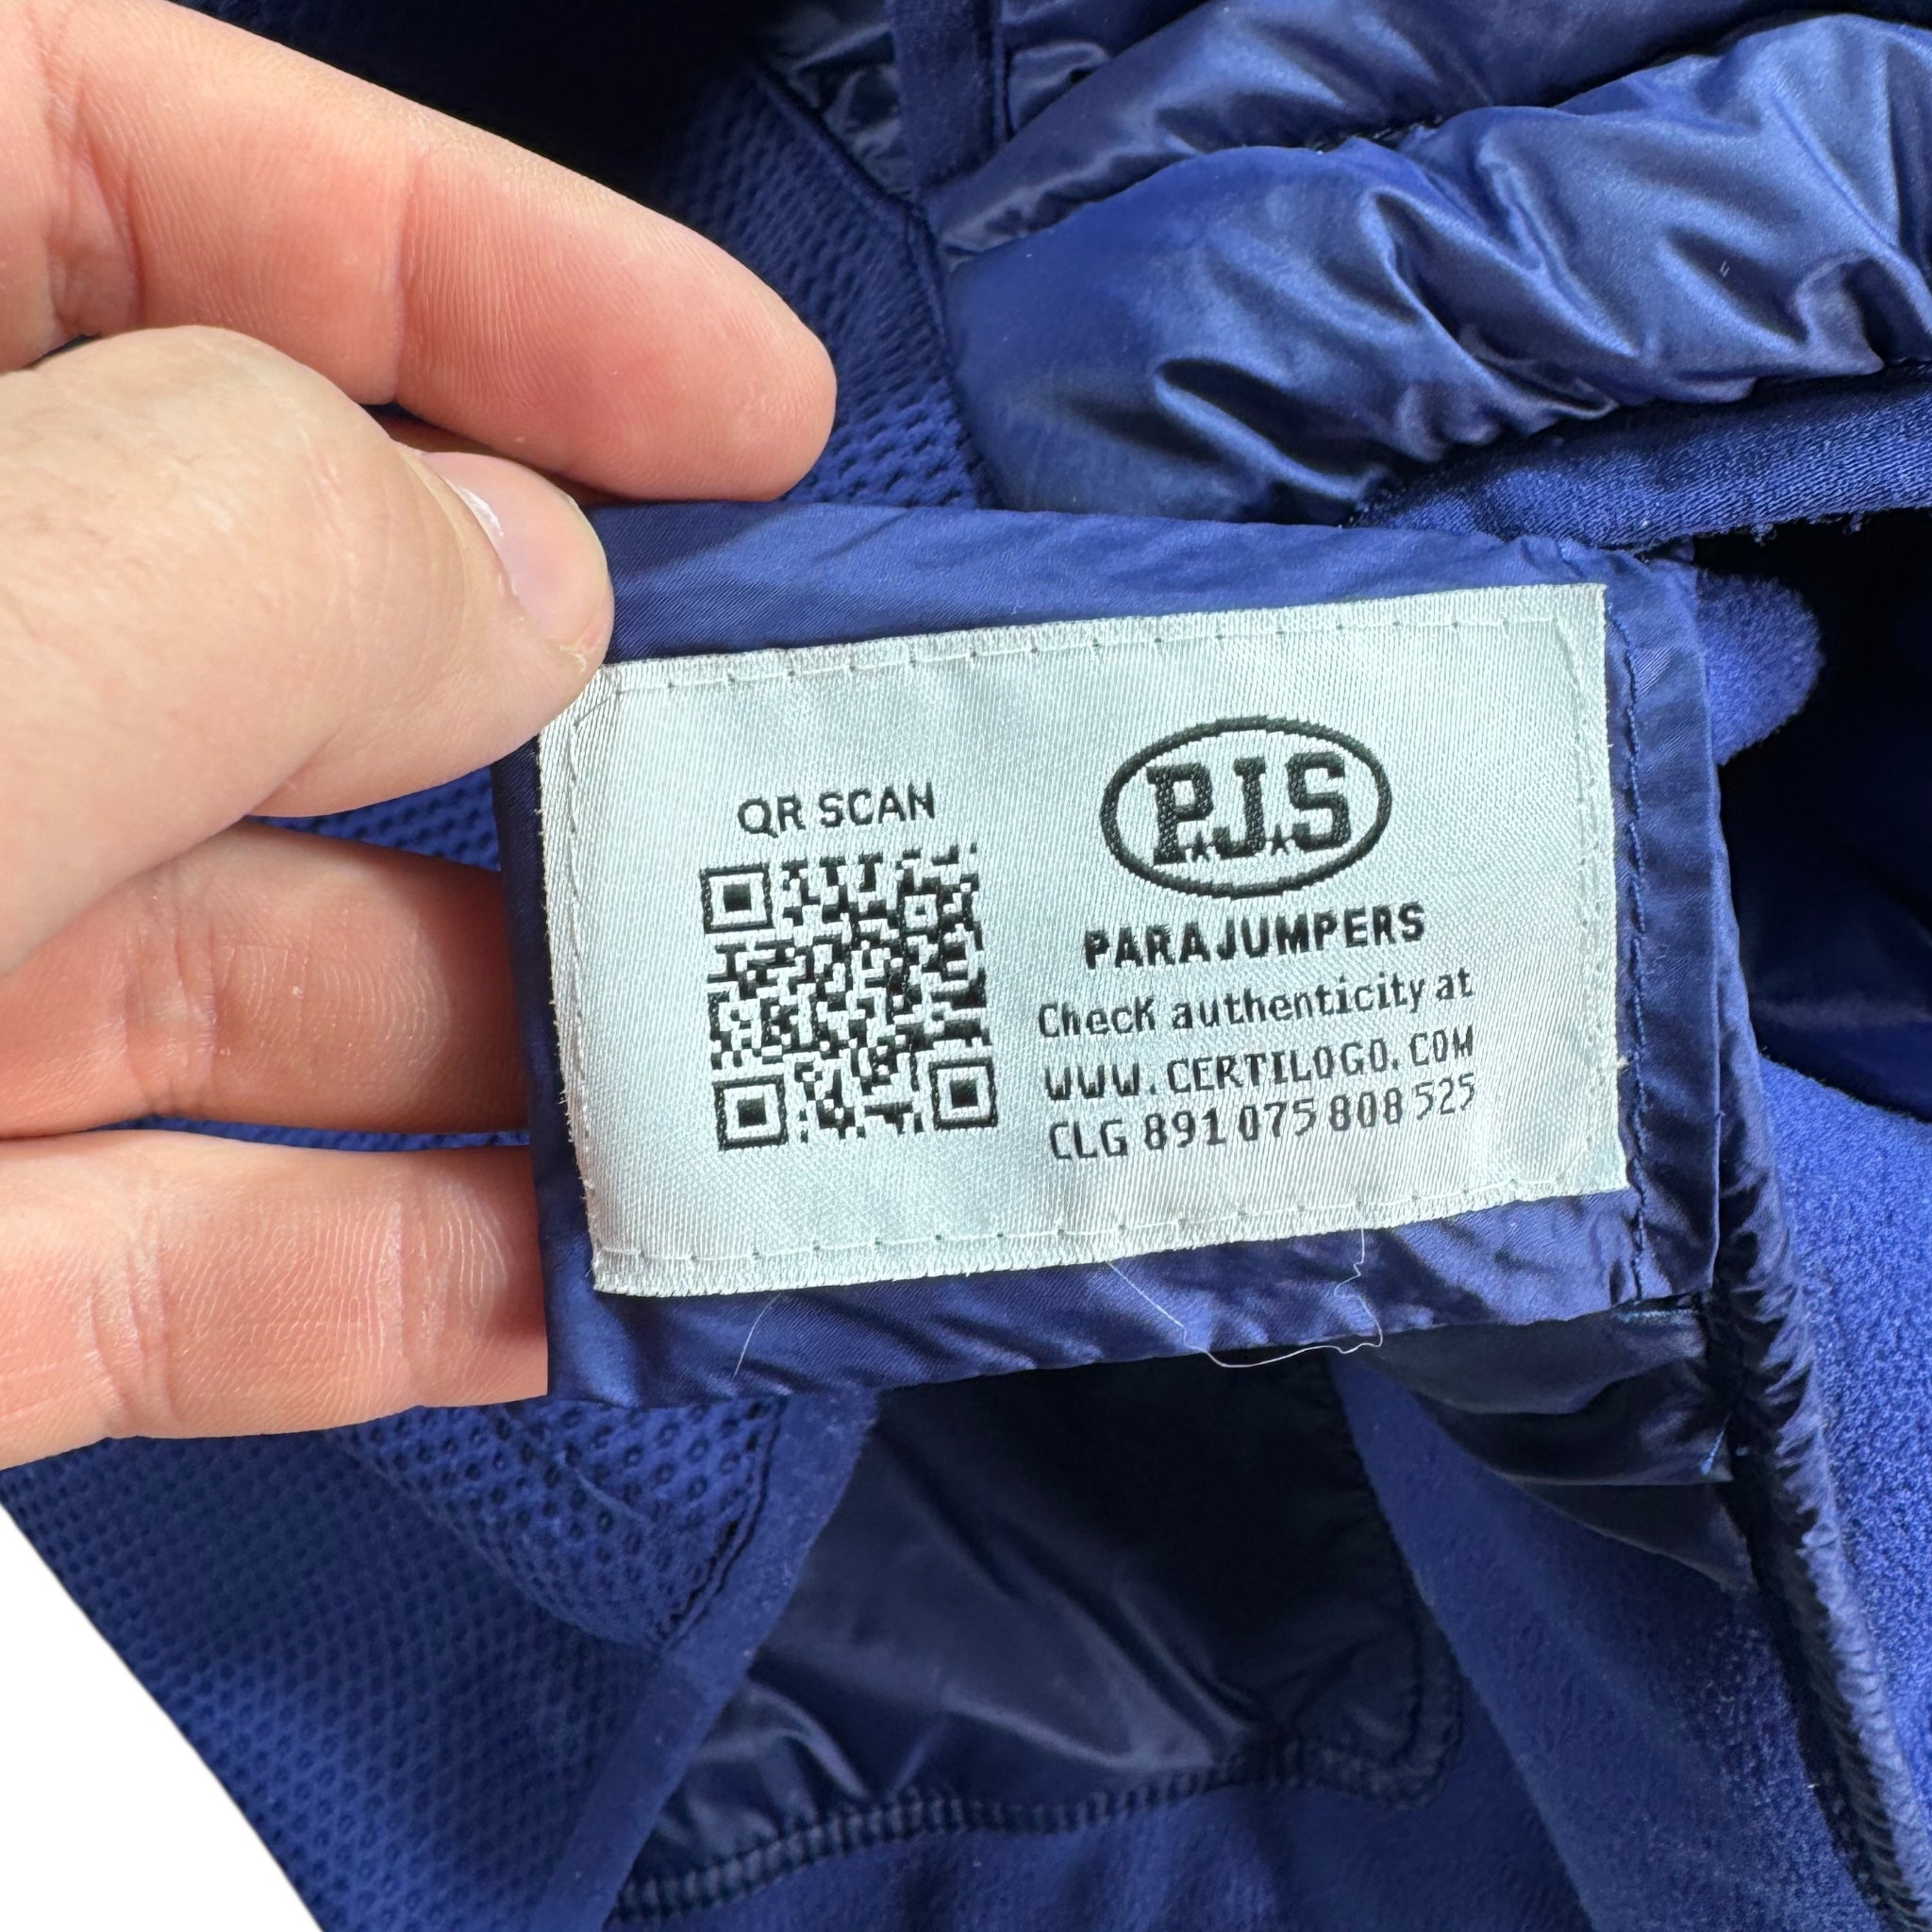 QR SCAN
P.J.S
PARAJUMPERS
Check authenticity at
WWW.CERTILOGO.COM
CLG 891 075 808 525